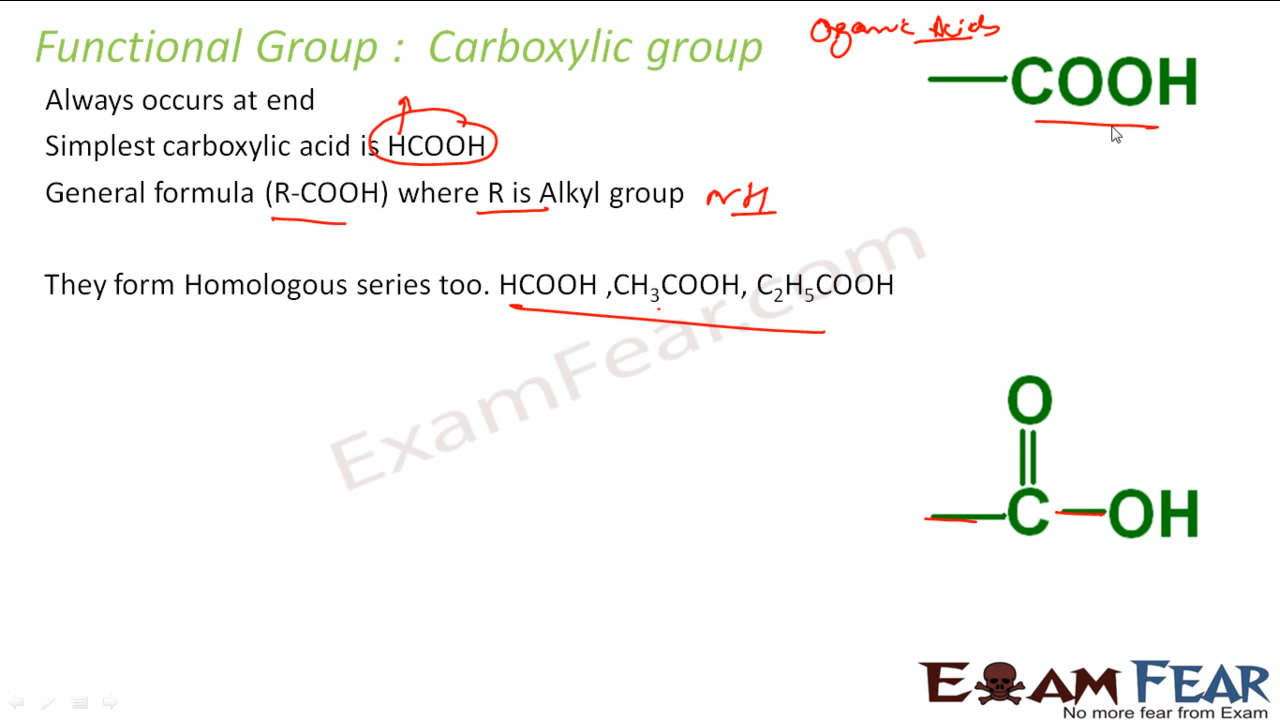 Functional Group : Carboxylic group
Organic Acids
—COOH
Always occurs at end
Simplest carboxylic acid is HCOOH
General formula (R-COOH) where R is Alkyl group
They form Homologous series too. HCOOH ,CH₃COOH, C₂H₅COOH
ExamFear.com
O
C—OH
EXAM FEAR
No more fear from Exam